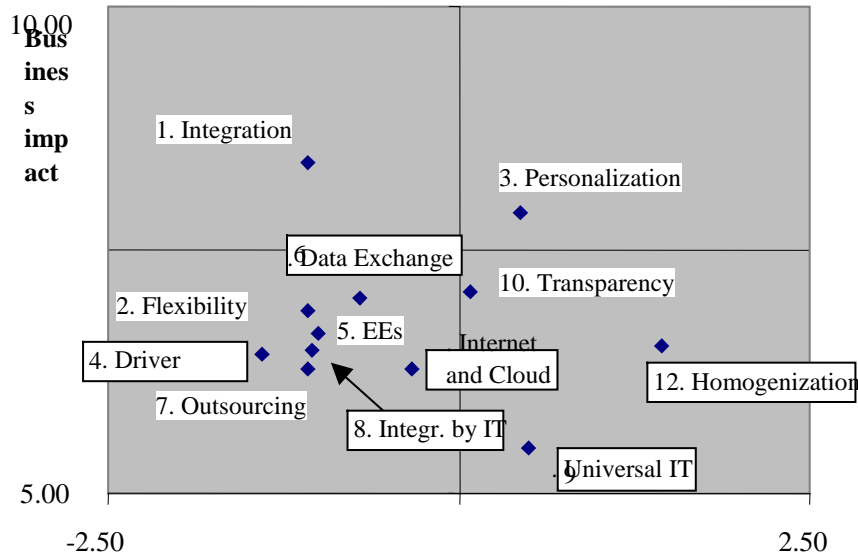 10.00
Bus
ines
s
imp
act
1. Integration
3. Personalization
6
. Data Exchange
10. Transparency
2. Flexibility
5. EEs
. Internet
and Cloud
4. Driver
12. Homogenization
7. Outsourcing
8. Integr. by IT
. Universal IT
9
5.00
-2.50
2.50